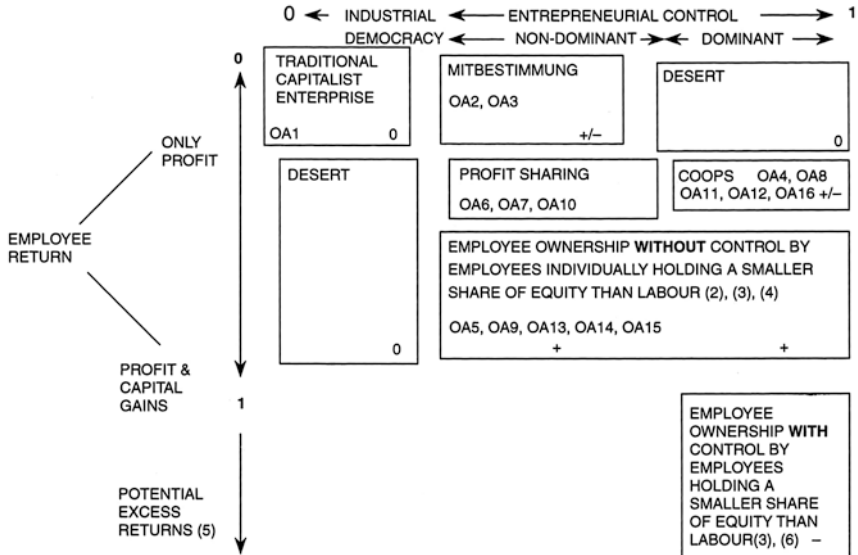 0 INDUSTRIAL ENTREPRENEURIAL CONTROL 1
DEMOCRACY NON-DOMINANT DOMINANT
0
TRADITIONAL
CAPITALIST
ENTERPRISE
OA1 0
MITBESTIMMUNG
OA2, OA3
+/–
DESERT
0
ONLY
PROFIT
DESERT
0
PROFIT SHARING
OA6, OA7, OA10
COOPS OA4, OA8
OA11, OA12, OA16 +/–
EMPLOYEE
RETURN
EMPLOYEE OWNERSHIP WITHOUT CONTROL BY
EMPLOYEES INDIVIDUALLY HOLDING A SMALLER
SHARE OF EQUITY THAN LABOUR (2), (3), (4)
OA5, OA9, OA13, OA14, OA15
+ +
PROFIT &
CAPITAL
GAINS
1
EMPLOYEE
OWNERSHIP WITH
CONTROL BY
EMPLOYEES
HOLDING A
SMALLER SHARE
OF EQUITY THAN
LABOUR(3), (6) –
POTENTIAL
EXCESS
RETURNS (5)